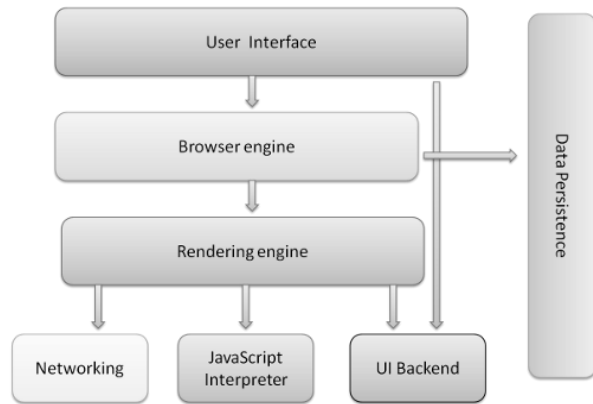 User Interface
Browser engine
Data Persistence
Rendering engine
Networking
JavaScript
Interpreter
UI Backend